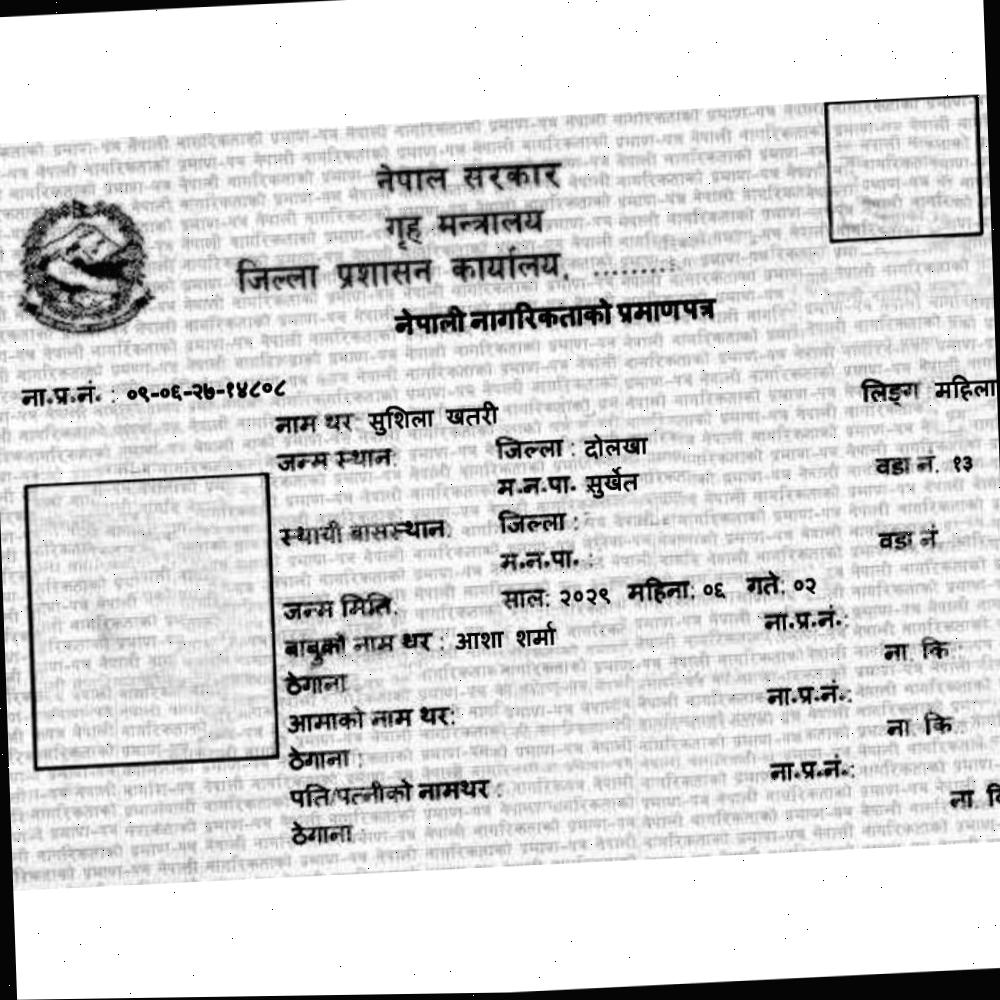 नेपाल सरकार
गृह मन्त्रालय
जिल्ला प्रशासन कार्यालय, .........
नेपाली नागरिकताको प्रमाणपत्र
ना.प्र.नं. : ०९-०६-२७-१४८०८ लिङ्ग महिला
नाम थर सुशिला खतरी
जन्म स्थान: जिल्ला : दोलखा
म.न.पा. सुर्खेत वडा नं. १३
स्थायी बासस्थान: जिल्ला :
म.न.पा. : वडा नं
जन्म मिति: साल: २०२९ महिना: ०६ गते: ०२
बाबुको नाम थर : आशा शर्मा ना.प्र.नं.:
ठेगाना ना. कि
आमाको नाम थर: ना.प्र.नं.:
ठेगाना : ना. कि
पति/पत्नीको नामथर : ना.प्र.नं.:
ठेगाना : ना. कि